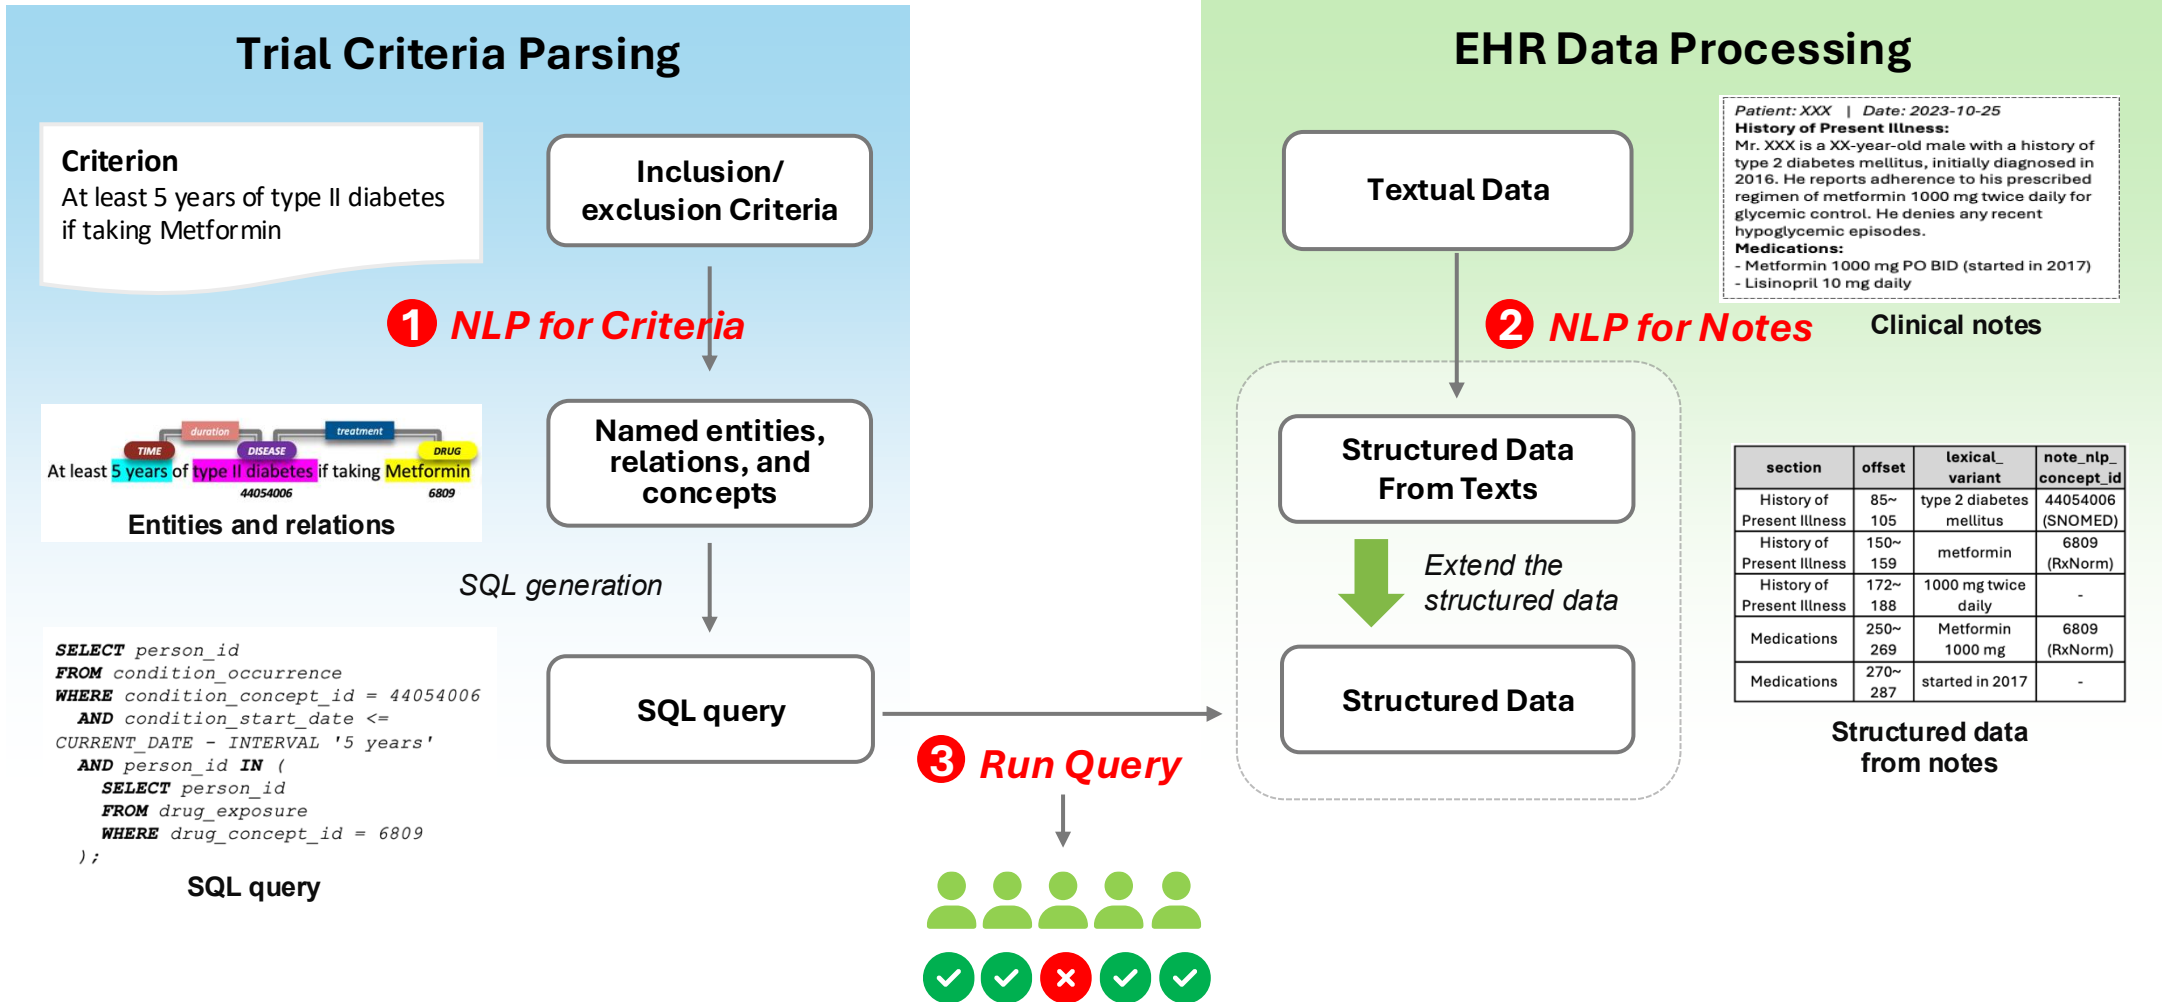 Trial Criteria Parsing
Criterion
At least 5 years of type II diabetes
if taking Metformin
Inclusion/
exclusion Criteria
1 NLP for Criteria
duration
treatment
TIME
DISEASE
DRUG
At least 5 years of type II diabetes if taking Metformin
44054006
6809
Entities and relations
Named entities,
relations, and
concepts
SQL generation
SELECT person_id
FROM condition_occurrence
WHERE condition_concept_id = 44054006
AND condition_start_date <=
CURRENT_DATE - INTERVAL '5 years'
AND person_id IN (
SELECT person_id
FROM drug_exposure
WHERE drug_concept_id = 6809
);
SQL query
SQL query
3 Run Query
EHR Data Processing
Textual Data
Patient: XXX | Date: 2023-10-25
History of Present Illness:
Mr. XXX is a XX-year-old male with a history of
type 2 diabetes mellitus, initially diagnosed in
2016. He reports adherence to his prescribed
regimen of metformin 1000 mg twice daily for
glycemic control. He denies any recent
hypoglycemic episodes.
Medications:
- Metformin 1000 mg PO BID (started in 2017)
- Lisinopril 10 mg daily
Clinical notes
2 NLP for Notes
Structured Data
From Texts
Extend the
structured data
Structured Data
section offset lexical_ variant note_nlp_ concept_id
History of Present Illness 85~ 105 type 2 diabetes mellitus 44054006 (SNOMED)
History of Present Illness 150~ 159 metformin 6809 (RxNorm)
History of Present Illness 172~ 188 1000 mg twice daily -
Medications 250~ 269 Metformin 1000 mg 6809 (RxNorm)
Medications 270~ 287 started in 2017 -
Structured data
from notes